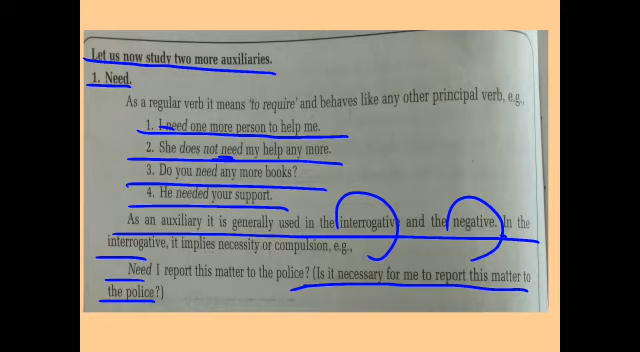 Let us now study two more auxiliaries.
1. Need.
As a regular verb it means 'to require' and behaves like any other principal verb, e.g.,
1. I need one more person to help me.
2. She does not need my help any more.
3. Do you need any more books?
4. He needed your support.
As an auxiliary it is generally used in the interrogative and the negative. In the
interrogative, it implies necessity or compulsion, e.g.,
Need I report this matter to the police? (Is it necessary for me to report this matter to
the police?)